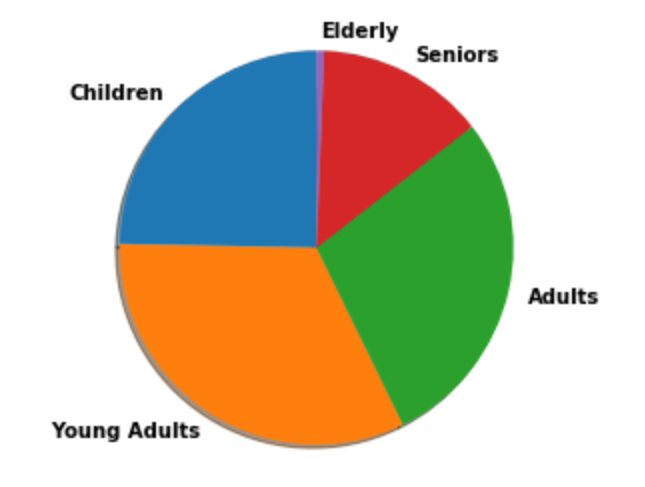 Elderly
Seniors
Children
Adults
Young Adults